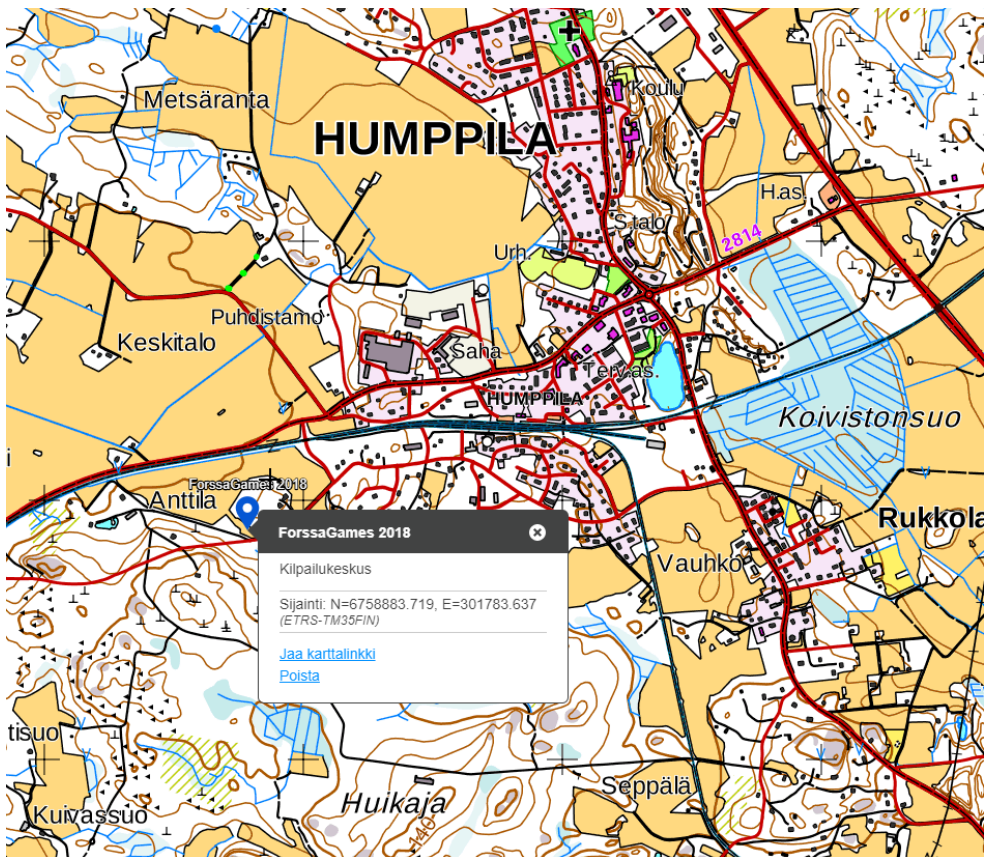 Metsäranta
Koulu
HUMPPILA
H.as.
S.talo
2814
Urh.
Puhdistamo
Keskitalo
Saha
Terv.as.
HUMPPILA
Koivistonsuo
ForssaGames 2018
Anttila
Rukkola
ForssaGames 2018
Kilpailukeskus
Vauhko
Sijainti: N=6758883.719, E=301783.637
(ETRS-TM35FIN)
Jaa karttalinkki
Poista
tisuo
Seppälä
Huikaja
Kuivassuo
140